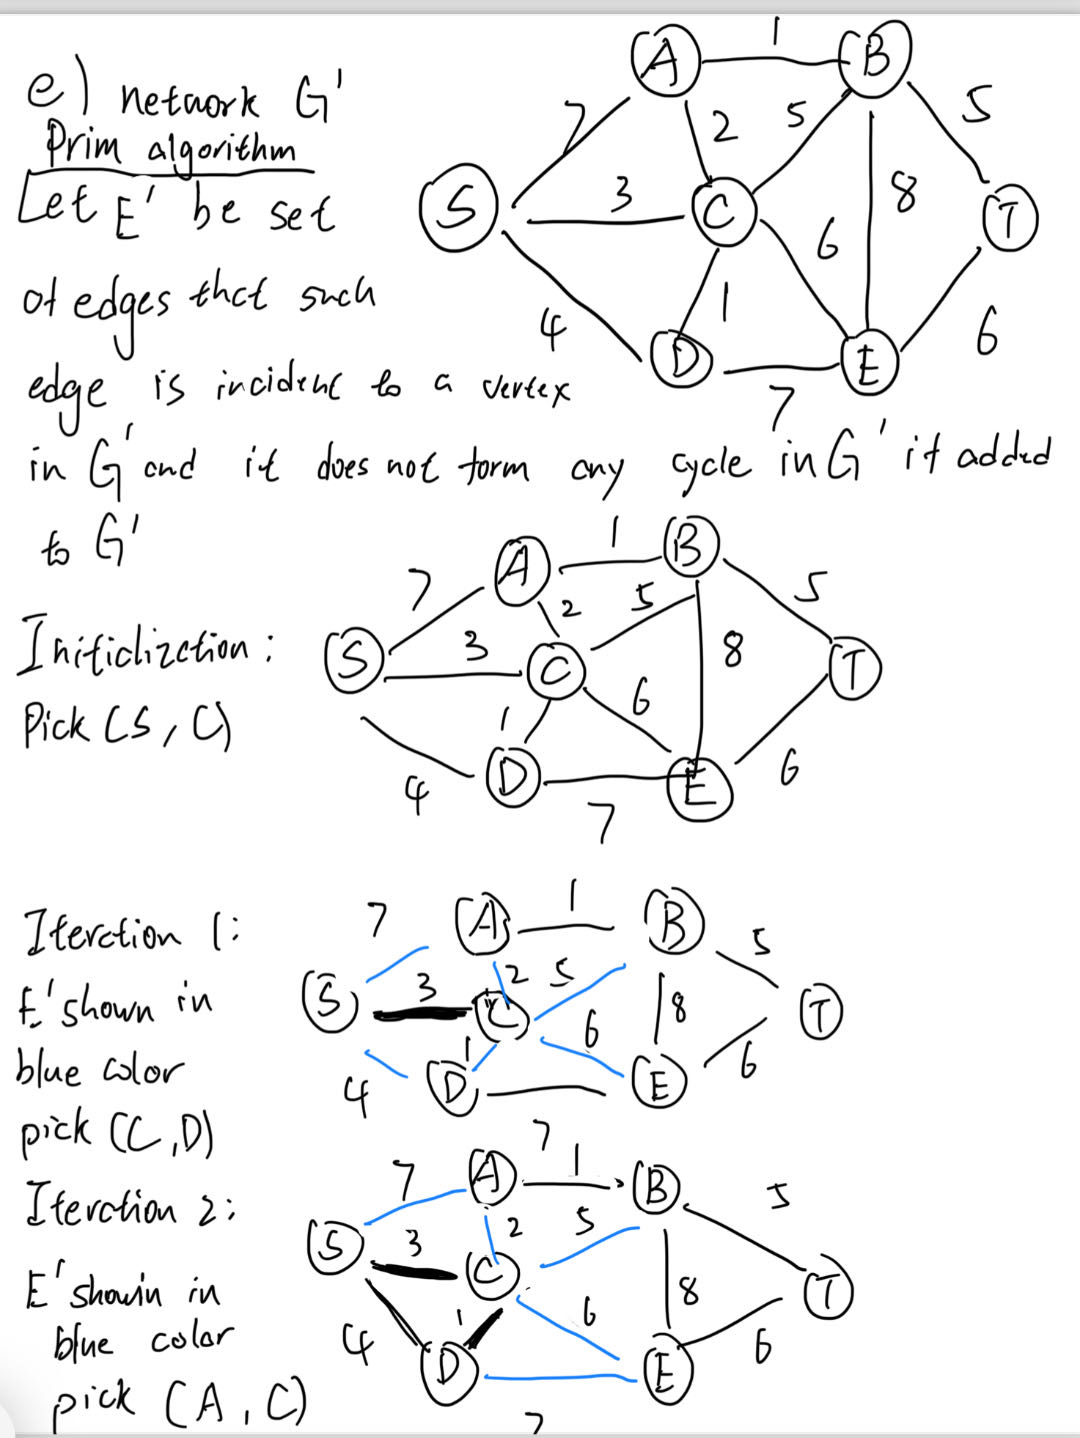 e) network G'
Prim algorithm
Let E' be set
of edges that such
edge is incident to a vertex
in G' and it does not form any cycle in G' if added
to G'
A 1 B
7 2 5 5
S 3 C 8 T
6
4 1 6
D E
7
Initialization:
Pick (S, C)
A 1 B
7 2 5 5
S 3 C 8 T
6
1
4 D E 6
7
Iteration 1:
E' shown in
blue color
pick (C,D)
7 A 1 B
5
S 3 2 5
C 8 T
6
4 1 6
D E
7
Iteration 2:
E' showin in
blue color
pick (A, C)
7 A 1 B 5
2 5
S 3 C
8 T
4 1 6
D E 6
7